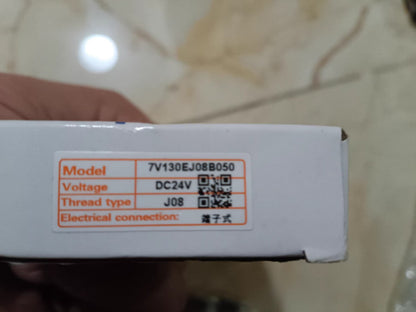 Model 7V130EJ08B050
Voltage DC24V
Thread type J08
Electrical connection: 端子式